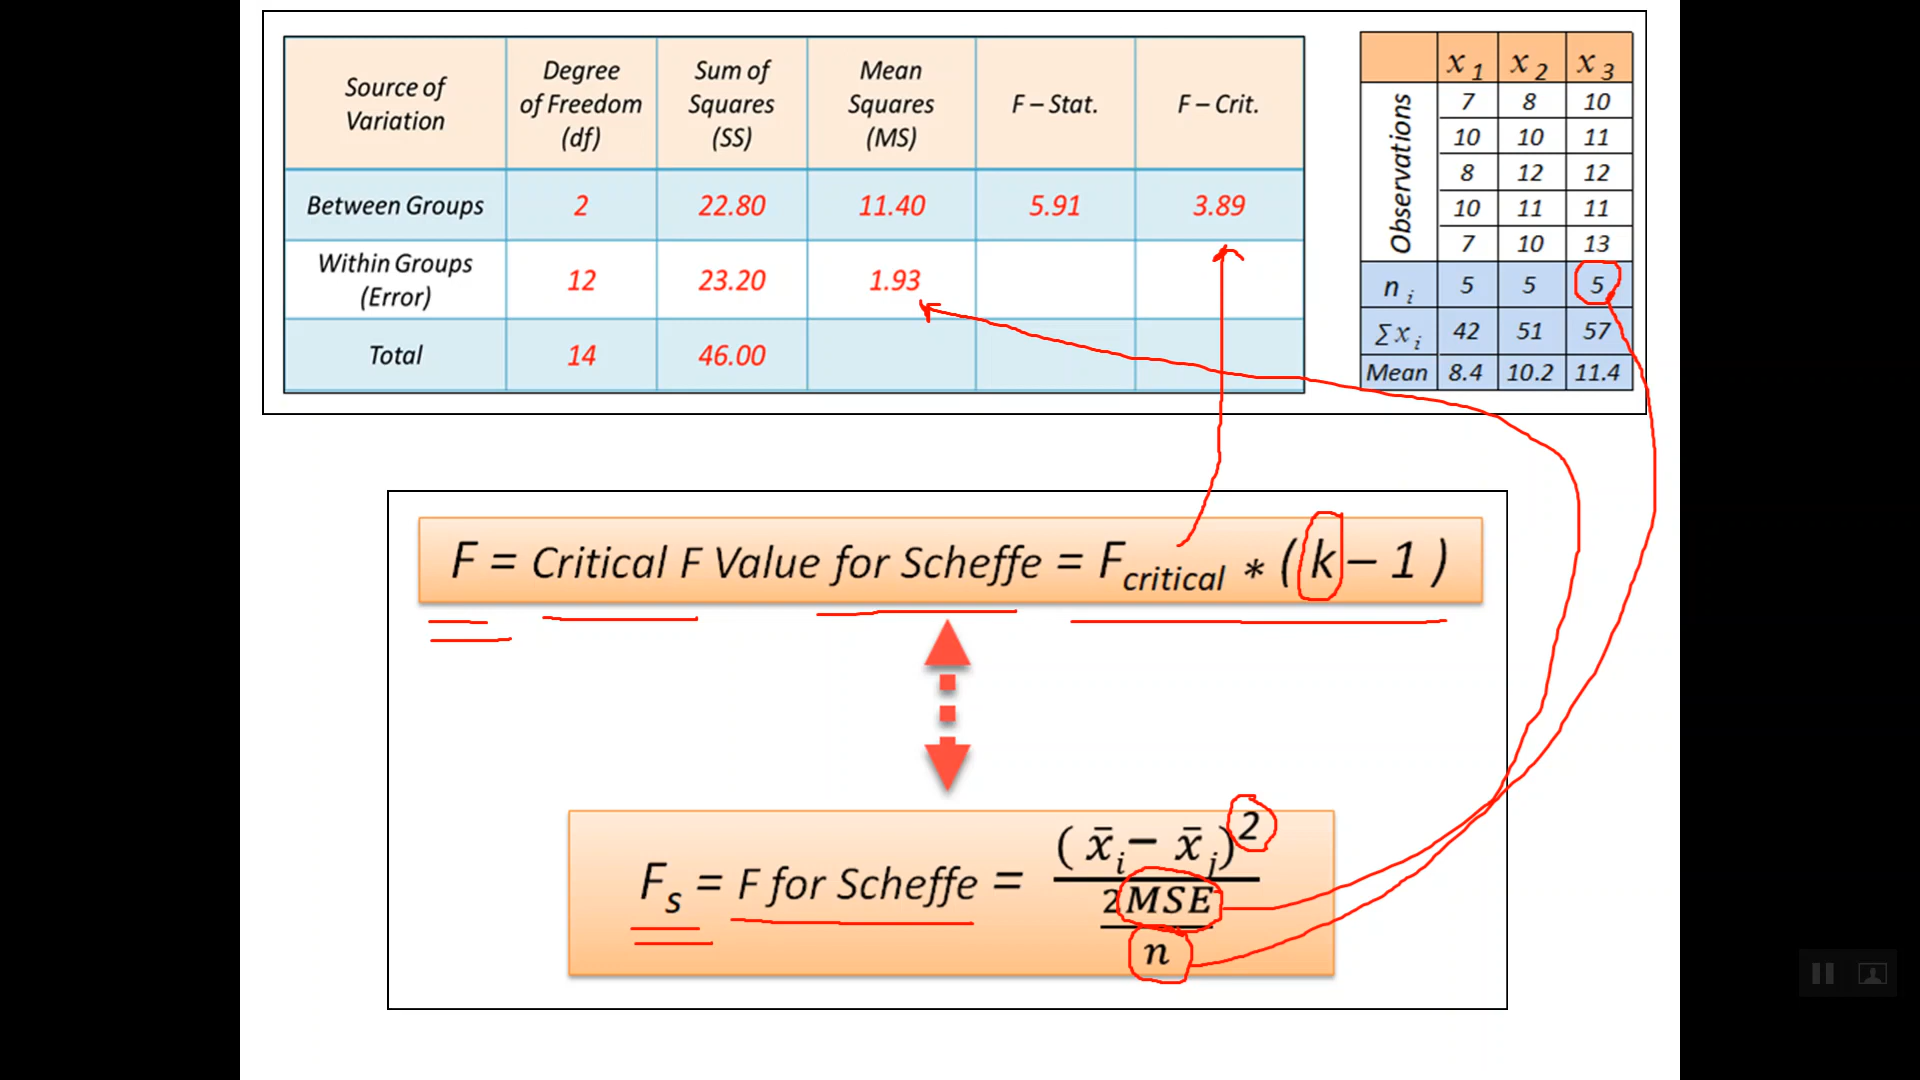 Source of Variation Degree of Freedom (df) Sum of Squares (SS) Mean Squares (MS) F – Stat. F – Crit.
Between Groups 2 22.80 11.40 5.91 3.89
Within Groups (Error) 12 23.20 1.93
Total 14 46.00
x 1 x 2 x 3
Observations
7 8 10
10 10 11
8 12 12
10 11 11
7 10 13
n i 5 5 5
∑x i 42 51 57
Mean 8.4 10.2 11.4
F = Critical F Value for Scheffe = F critical * ( k – 1 )
F s = F for Scheffe = ( x̄ i – x̄ j ) 2
2MSE
n